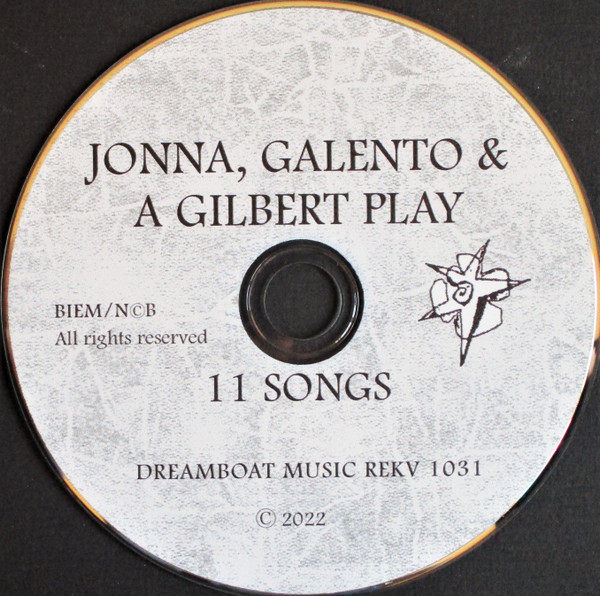 JONNA, GALENTO &
A GILBERT PLAY
BIEM/N©B
All rights reserved
11 SONGS
DREAMBOAT MUSIC REKV 1031
© 2022